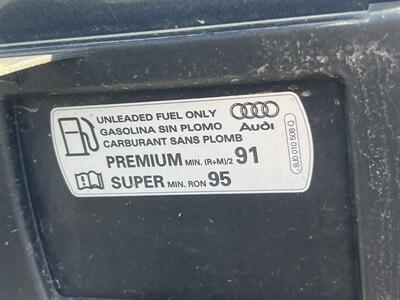 UNLEADED FUEL ONLY
GASOLINA SIN PLOMO
CARBURANT SANS PLOMB
PREMIUM MIN. (R+M)/2 91
SUPER MIN. RON 95
Audi
8J0 010 508 Q